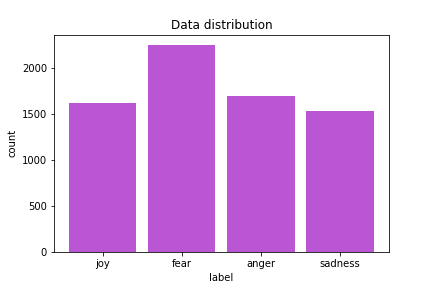 Data distribution
2000
1500
1000
500
0
count
joy fear anger sadness
label